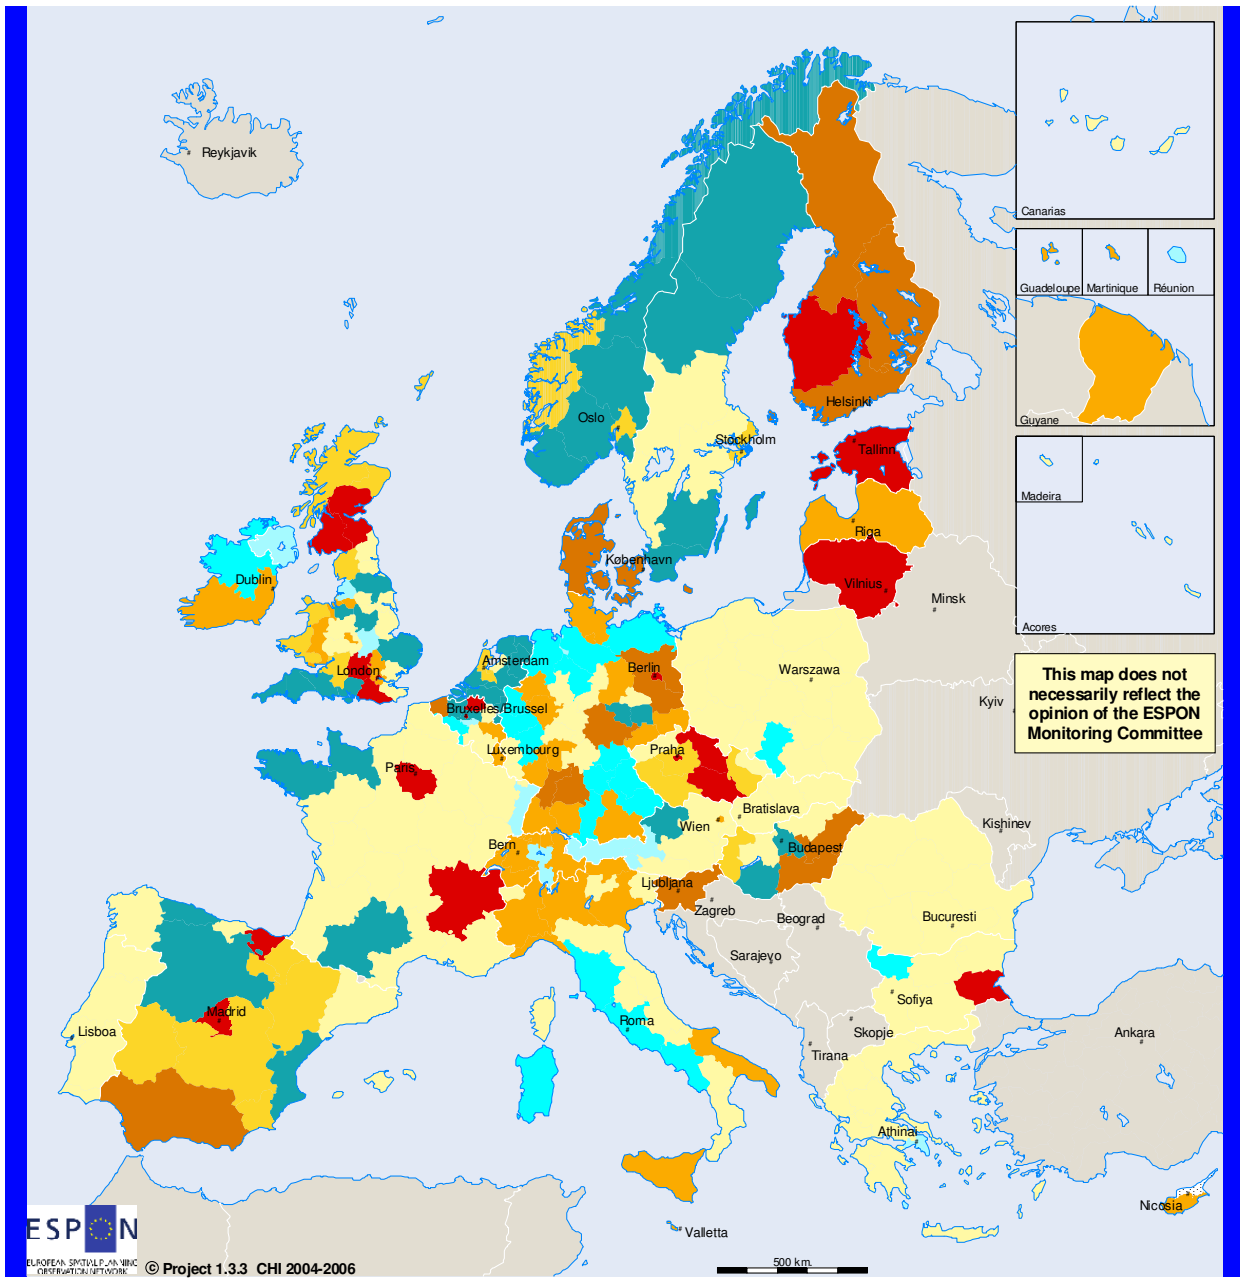 Reykjavik
Canarias
Guadeloupe
Martinique
Réunion
Guyane
Oslo
Helsinki
Stockholm
Tallinn
Madeira
Riga
København
Dublin
Vilnius
Minsk
Acores
Amsterdam
Berlin
London
Warszawa
This map does not
necessarily reflect the
opinion of the ESPON
Monitoring Committee
Kyiv
Bruxelles/Brussel
Luxembourg
Praha
Paris
Bratislava
Wien
Kishinev
Bern
Budapest
Ljubljana
Zagreb
Beograd
Bucuresti
Sarajevo
Sofiya
Madrid
Roma
Lisboa
Skopje
Ankara
Tirana
Athinai
Nicosia
Valletta
ESPON
EUROPEAN SPATIAL PLANNING
OBSERVATION NETWORK
© Project 1.3.3 CHI 2004-2006
500 km.